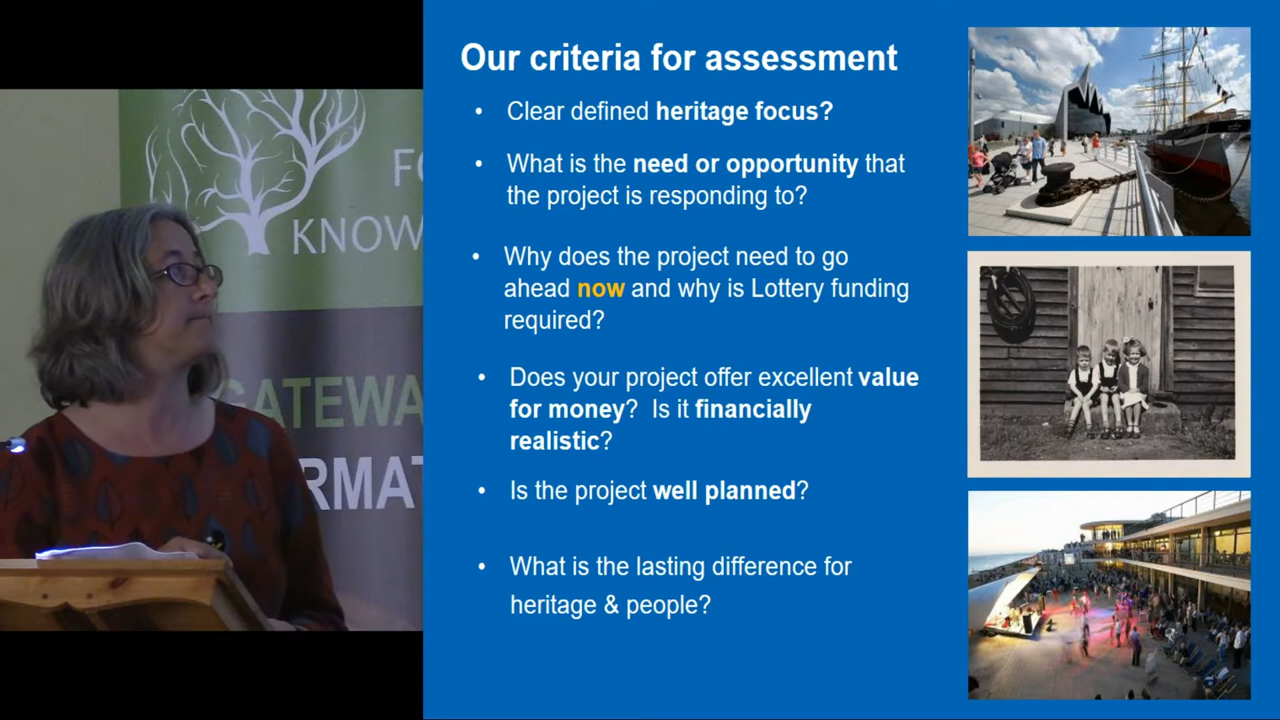 FO
KNOW
GATEWA
RMAT
Our criteria for assessment
• Clear defined heritage focus?
• What is the need or opportunity that
the project is responding to?
• Why does the project need to go
ahead now and why is Lottery funding
required?
• Does your project offer excellent value
for money? Is it financially
realistic?
• Is the project well planned?
• What is the lasting difference for
heritage & people?